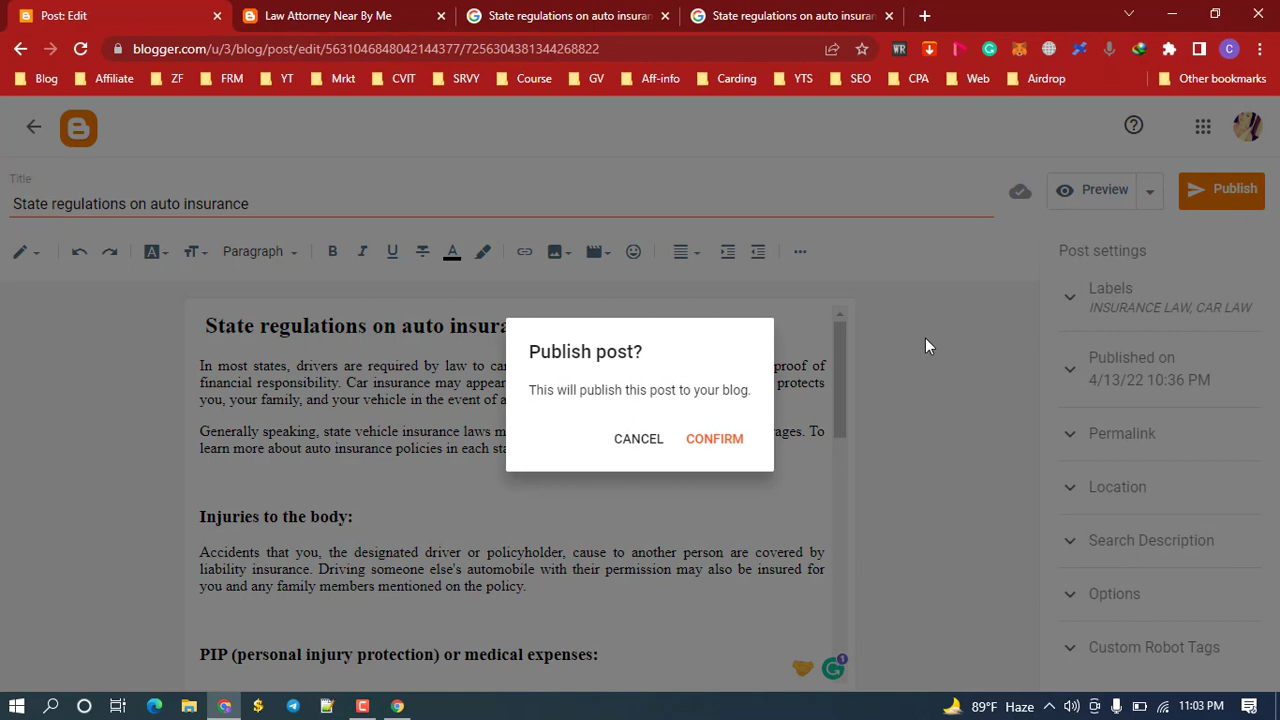 Post: Edit
Law Attorney Near By Me
State regulations on auto insuran
State regulations on auto insuran
blogger.com/u/3/blog/post/edit/5631046848042144377/7256304381344268822
WR
C
Blog
Affiliate
ZF
FRM
YT
Mrkt
CVIT
SRVY
Course
GV
Aff-info
Carding
YTS
SEO
CPA
Web
Airdrop
Other bookmarks
Title
State regulations on auto insurance
Preview
Publish
Paragraph
Post settings
Labels
INSURANCE LAW, CAR LAW
Published on
4/13/22 10:36 PM
Permalink
Location
Search Description
Options
Custom Robot Tags
State regulations on auto insura
In most states, drivers are required by law to ca
proof of
financial responsibility. Car insurance may appear
protects
you, your family, and your vehicle in the event of a
Generally speaking, state vehicle insurance laws m
rages. To
learn more about auto insurance policies in each sta
Publish post?
This will publish this post to your blog.
CANCEL
CONFIRM
Injuries to the body:
Accidents that you, the designated driver or policyholder, cause to another person are covered by
liability insurance. Driving someone else's automobile with their permission may also be insured for
you and any family members mentioned on the policy.
PIP (personal injury protection) or medical expenses:
1
89°F Haze
11:03 PM